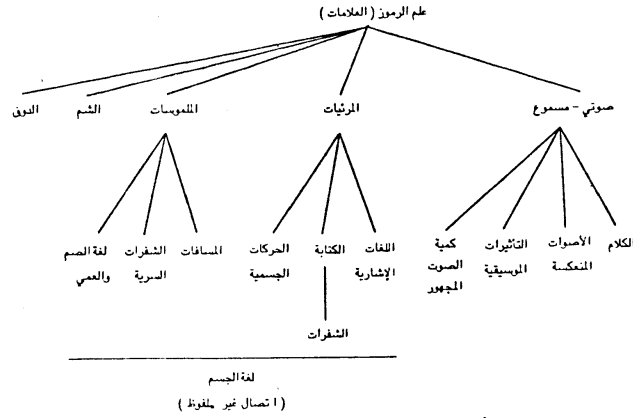 علم الرموز ( العلامات )
صوتي - مسموع
المرئيات
الملموسات
الشم
الذوق
الكلام
الأصوات
المنعكسة
التأثيرات
الموسيقية
كمية
الصوت
المجهور
اللغات
الإشارية
الكتابة
الحركات
الجسمية
المسافات
الشفرات
السرية
لغة الصم
والعمي
الشفرات
لغة الجسم
( اتصال غير ملفوظ )